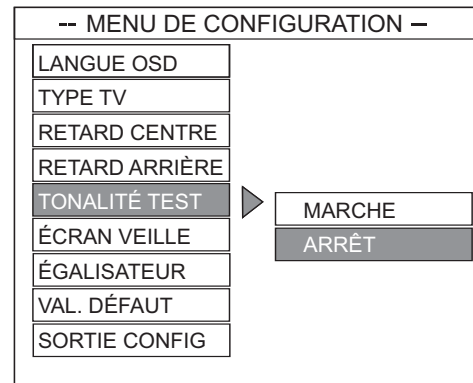 -- MENU DE CONFIGURATION –
LANGUE OSD
TYPE TV
RETARD CENTRE
RETARD ARRIÈRE
TONALITÉ TEST
ÉCRAN VEILLE
ÉGALISATEUR
VAL. DÉFAUT
SORTIE CONFIG
MARCHE
ARRÊT